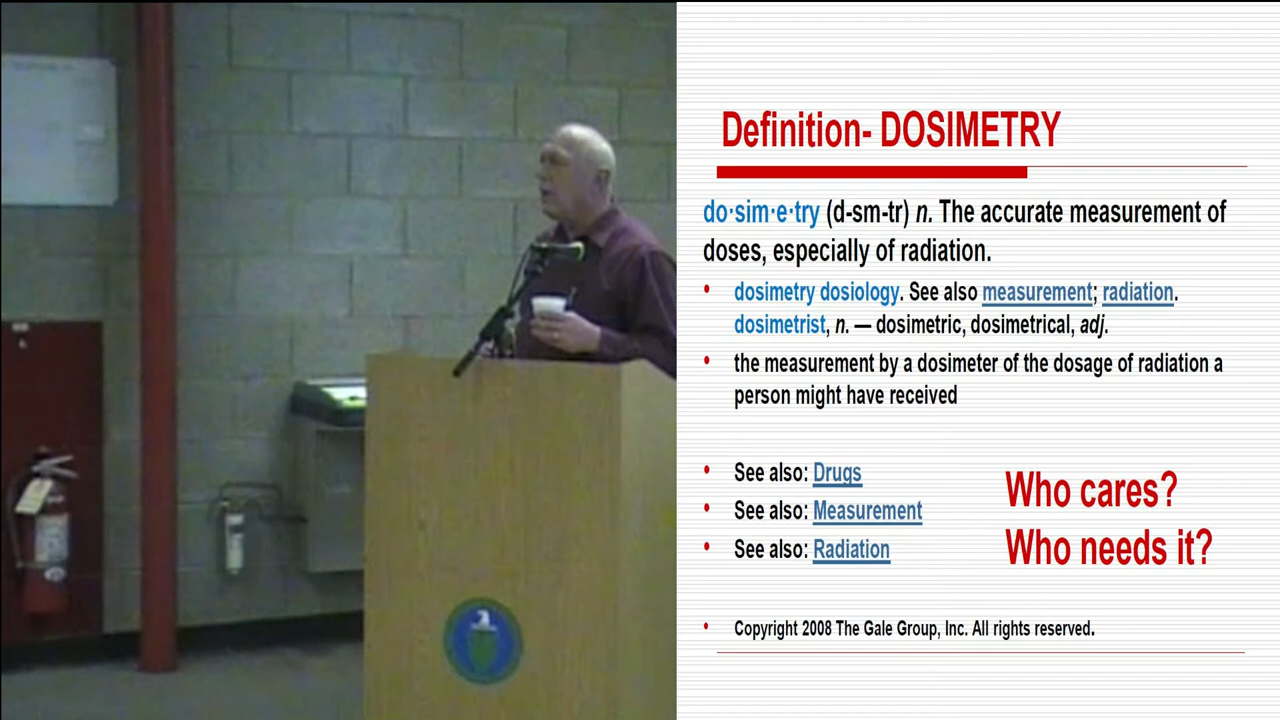 Definition- DOSIMETRY
do·sim·e·try (d-sm-tr) n. The accurate measurement of
doses, especially of radiation.
• dosimetry dosiology. See also measurement; radiation.
dosimetrist, n. — dosimetric, dosimetrical, adj.
• the measurement by a dosimeter of the dosage of radiation a
person might have received
• See also: Drugs
• See also: Measurement
• See also: Radiation
Who cares?
Who needs it?
• Copyright 2008 The Gale Group, Inc. All rights reserved.